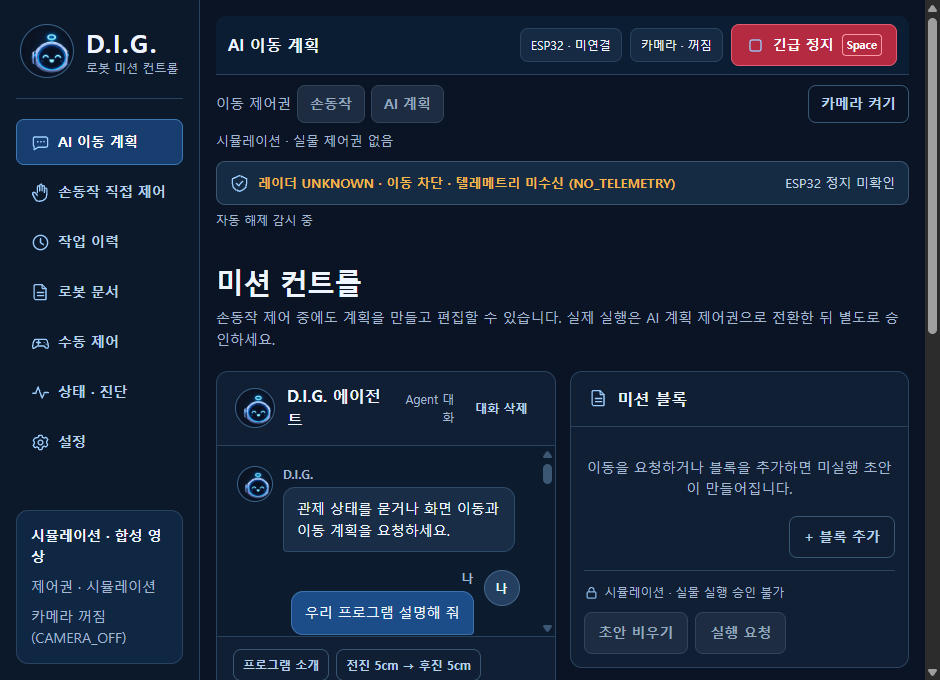 D.I.G.
로봇 미션 컨트롤
AI 이동 계획
손동작 직접 제어
작업 이력
로봇 문서
수동 제어
상태 · 진단
설정
시뮬레이션 · 합성 영
상
제어권 · 시뮬레이션
카메라 꺼짐
(CAMERA_OFF)
AI 이동 계획
ESP32 · 미연결
카메라 · 꺼짐
긴급 정지 Space
이동 제어권 손동작 AI 계획
카메라 켜기
시뮬레이션 · 실물 제어권 없음
레이더 UNKNOWN · 이동 차단 · 텔레메트리 미수신 (NO_TELEMETRY)
ESP32 정지 미확인
자동 해제 감시 중
미션 컨트롤
손동작 제어 중에도 계획을 만들고 편집할 수 있습니다. 실제 실행은 AI 계획 제어권으로 전환한 뒤 별도로 승
인하세요.
D.I.G. 에이전
트
Agent 대
화
대화 삭제
D.I.G.
관제 상태를 묻거나 화면 이동과
이동 계획을 요청하세요.
나
나
우리 프로그램 설명해 줘
프로그램 소개
전진 5cm → 후진 5cm
미션 블록
이동을 요청하거나 블록을 추가하면 미실행 초안
이 만들어집니다.
+ 블록 추가
시뮬레이션 · 실물 실행 승인 불가
초안 비우기
실행 요청